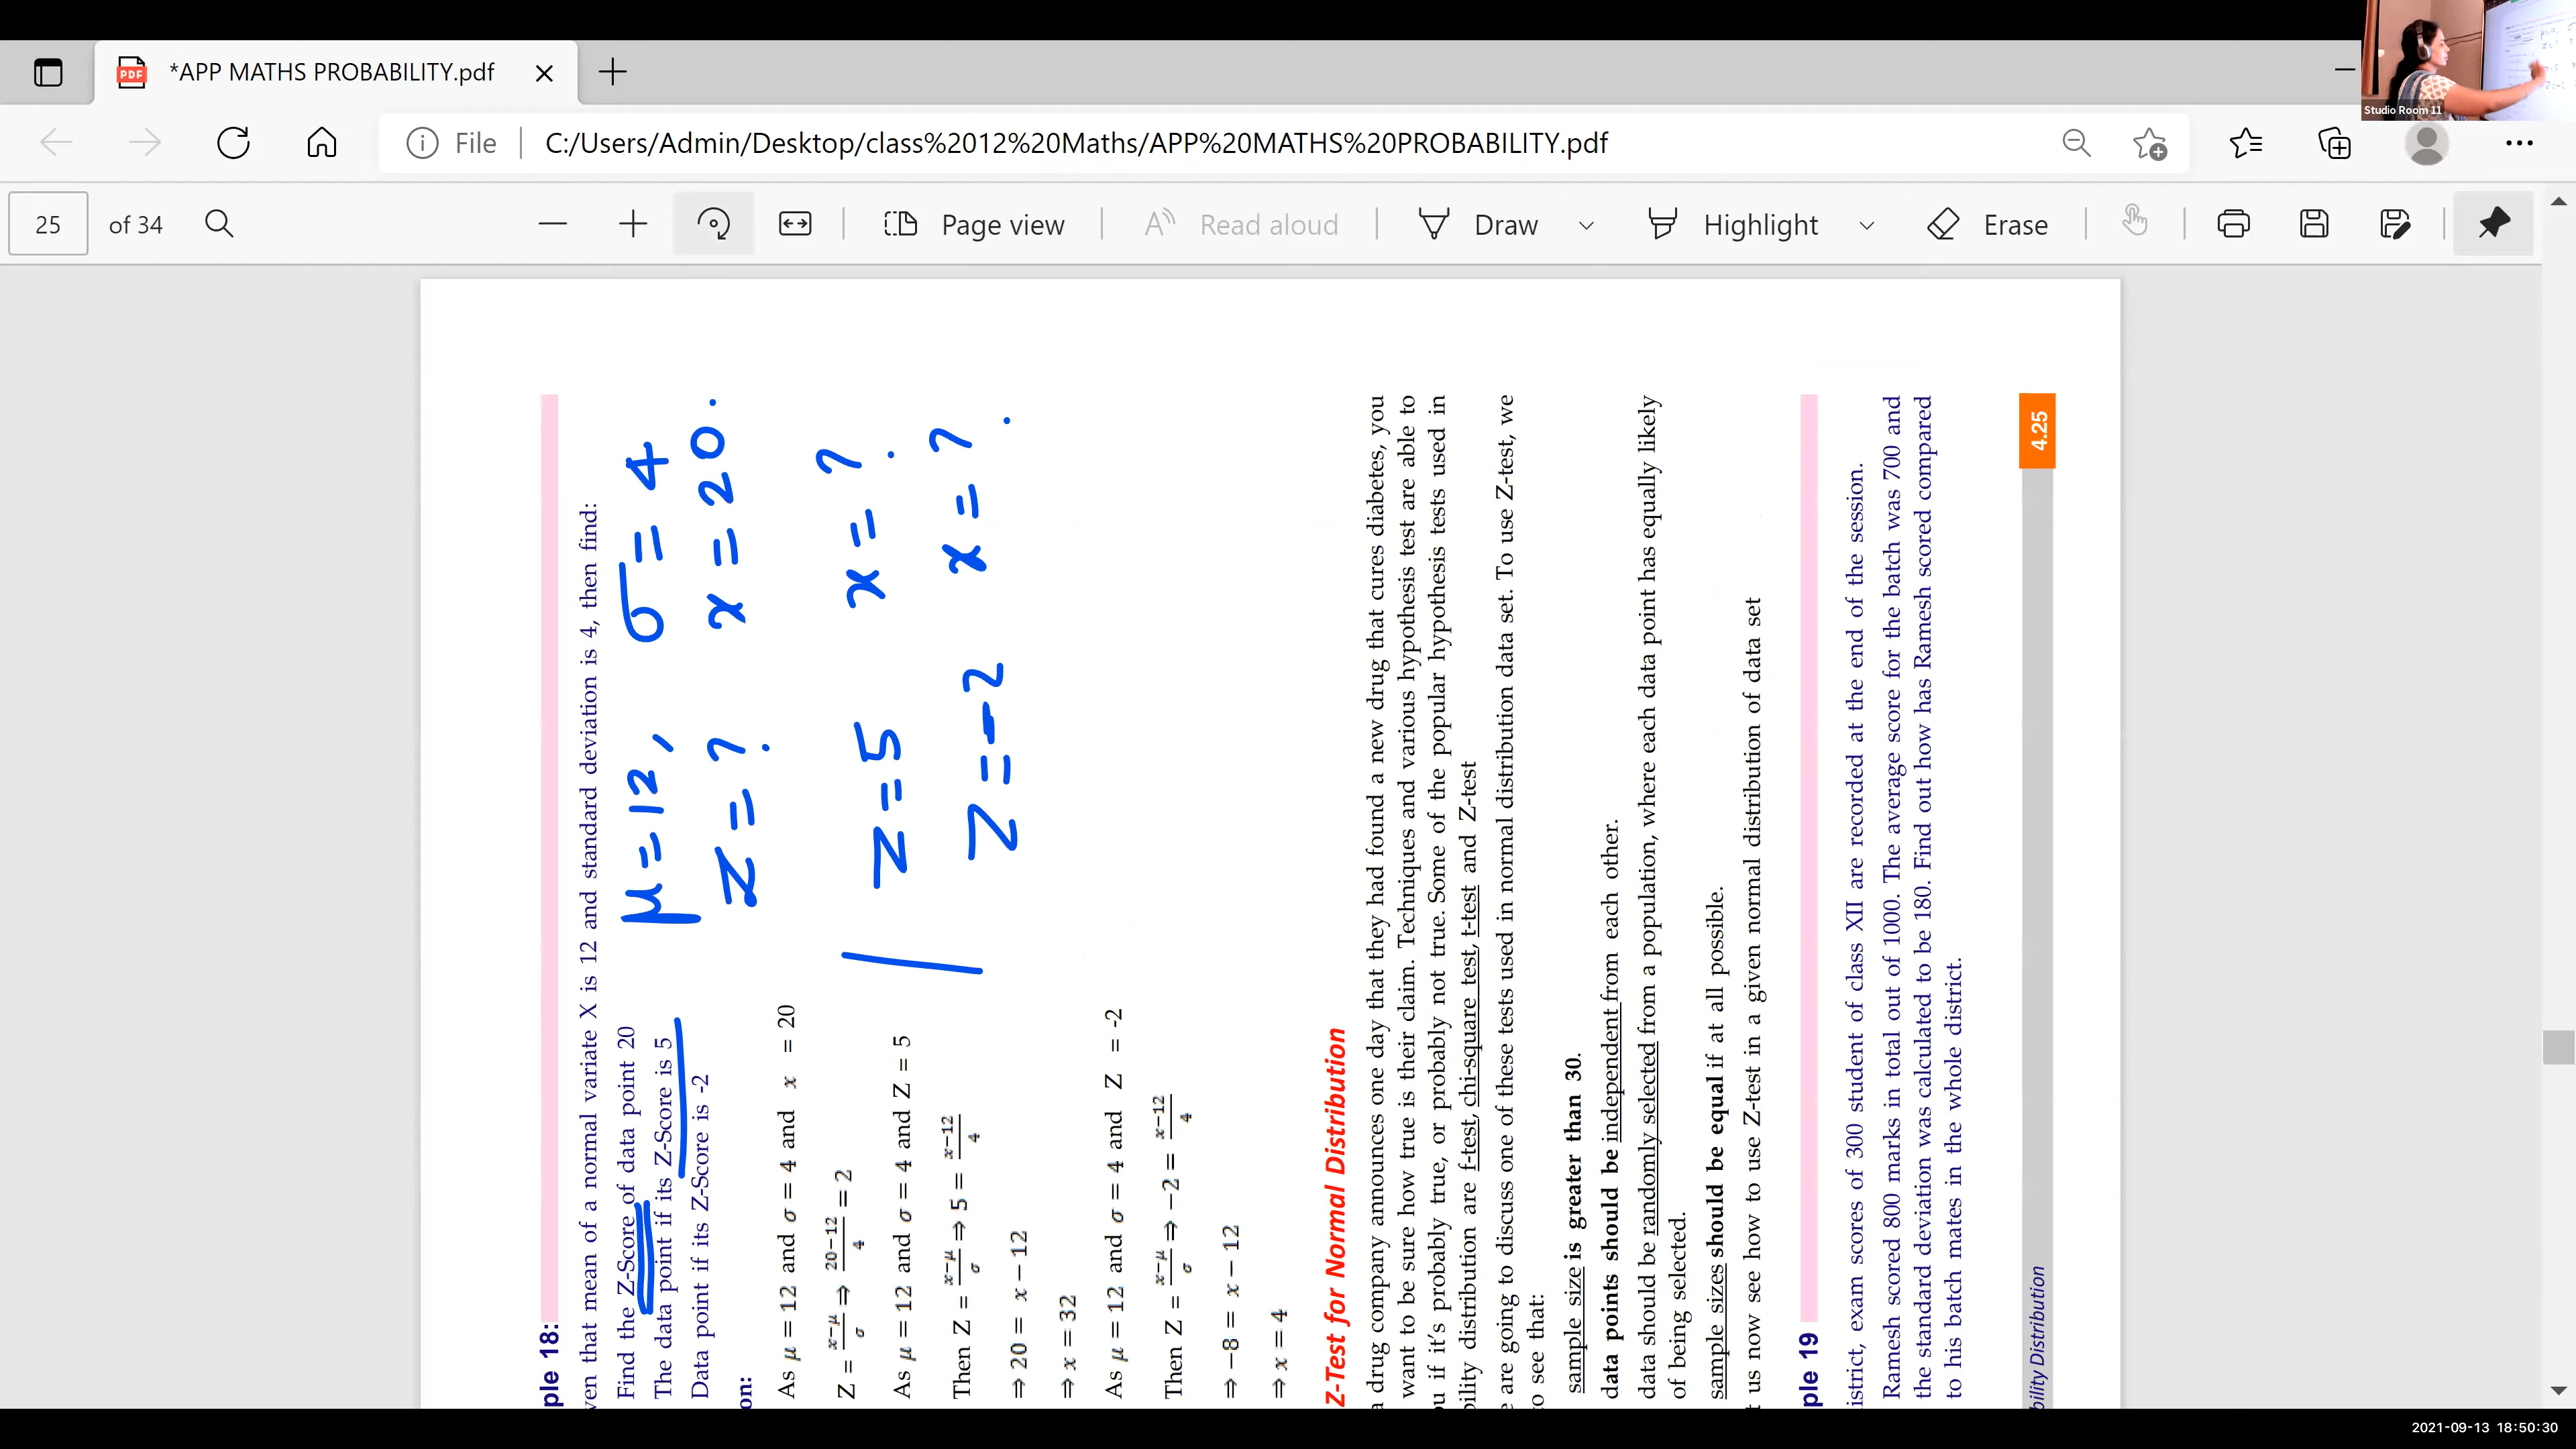 *APP MATHS PROBABILITY.pdf
Studio Room 11
File
C:/Users/Admin/Desktop/class%2012%20Maths/APP%20MATHS%20PROBABILITY.pdf
25 of 34
Page view
Read aloud
Draw
Highlight
Erase
ple 18:
ven that mean of a normal variate X is 12 and standard deviation is 4, then find:
Find the Z-Score of data point 20
The data point if its Z-Score is 5
Data point if its Z-Score is -2
μ=12, σ=4
Z=? x=20.
Z=5 x=?
Z=-2 x=?
on:
As μ = 12 and σ = 4 and x = 20
Z = x−μ/σ ⇒ 20−12/4 = 2
As μ = 12 and σ = 4 and Z = 5
Then Z = x−μ/σ ⇒ 5 = x−12/4
⇒ 20 = x − 12
⇒ x = 32
As μ = 12 and σ = 4 and Z = -2
Then Z = x−μ/σ ⇒ −2 = x−12/4
⇒ −8 = x − 12
⇒ x = 4
Z-Test for Normal Distribution
a drug company announces one day that they had found a new drug that cures diabetes, you
want to be sure how true is their claim. Techniques and various hypothesis test are able to
ou if it's probably true, or probably not true. Some of the popular hypothesis tests used in
bility distribution are f-test, chi-square test, t-test and Z-test
e are going to discuss one of these tests used in normal distribution data set. To use Z-test, we
to see that:
sample size is greater than 30.
data points should be independent from each other.
data should be randomly selected from a population, where each data point has equally likely
of being selected.
sample sizes should be equal if at all possible.
t us now see how to use Z-test in a given normal distribution of data set
ple 19
istrict, exam scores of 300 student of class XII are recorded at the end of the session.
Ramesh scored 800 marks in total out of 1000. The average score for the batch was 700 and
the standard deviation was calculated to be 180. Find out how has Ramesh scored compared
to his batch mates in the whole district.
bility Distribution
4.25
2021-09-13 18:50:30